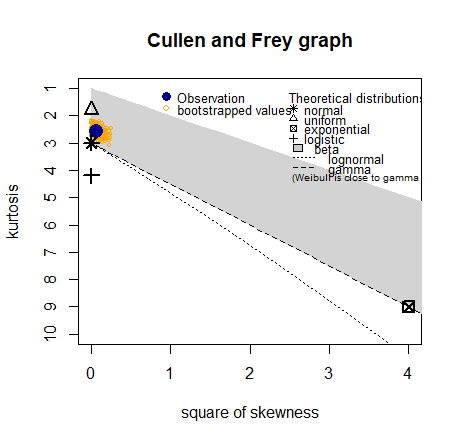 Cullen and Frey graph
Observation
bootstrapped values
Theoretical distributions
normal
uniform
exponential
logistic
beta
lognormal
gamma
(Weibull is close to gamma
kurtosis
1
2
3
4
5
6
7
8
9
10
0
1
2
3
4
square of skewness